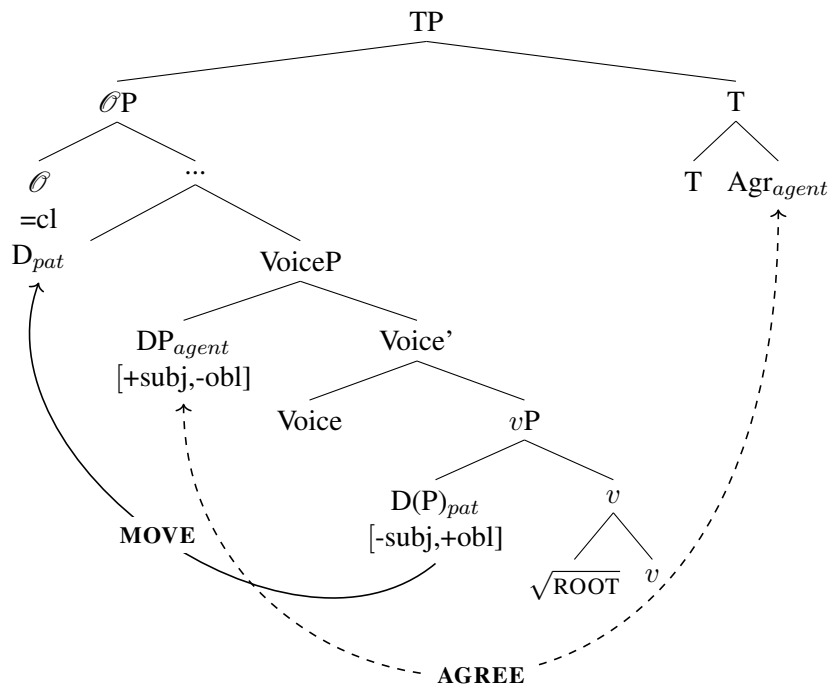 TP
𝒪P T
𝒪 ... T Agr_agent
=cl
D_pat VoiceP
DP_agent Voice’
[+subj,-obl] Voice vP
D(P)_pat v
[-subj,+obl]
MOVE
√ROOT v
AGREE